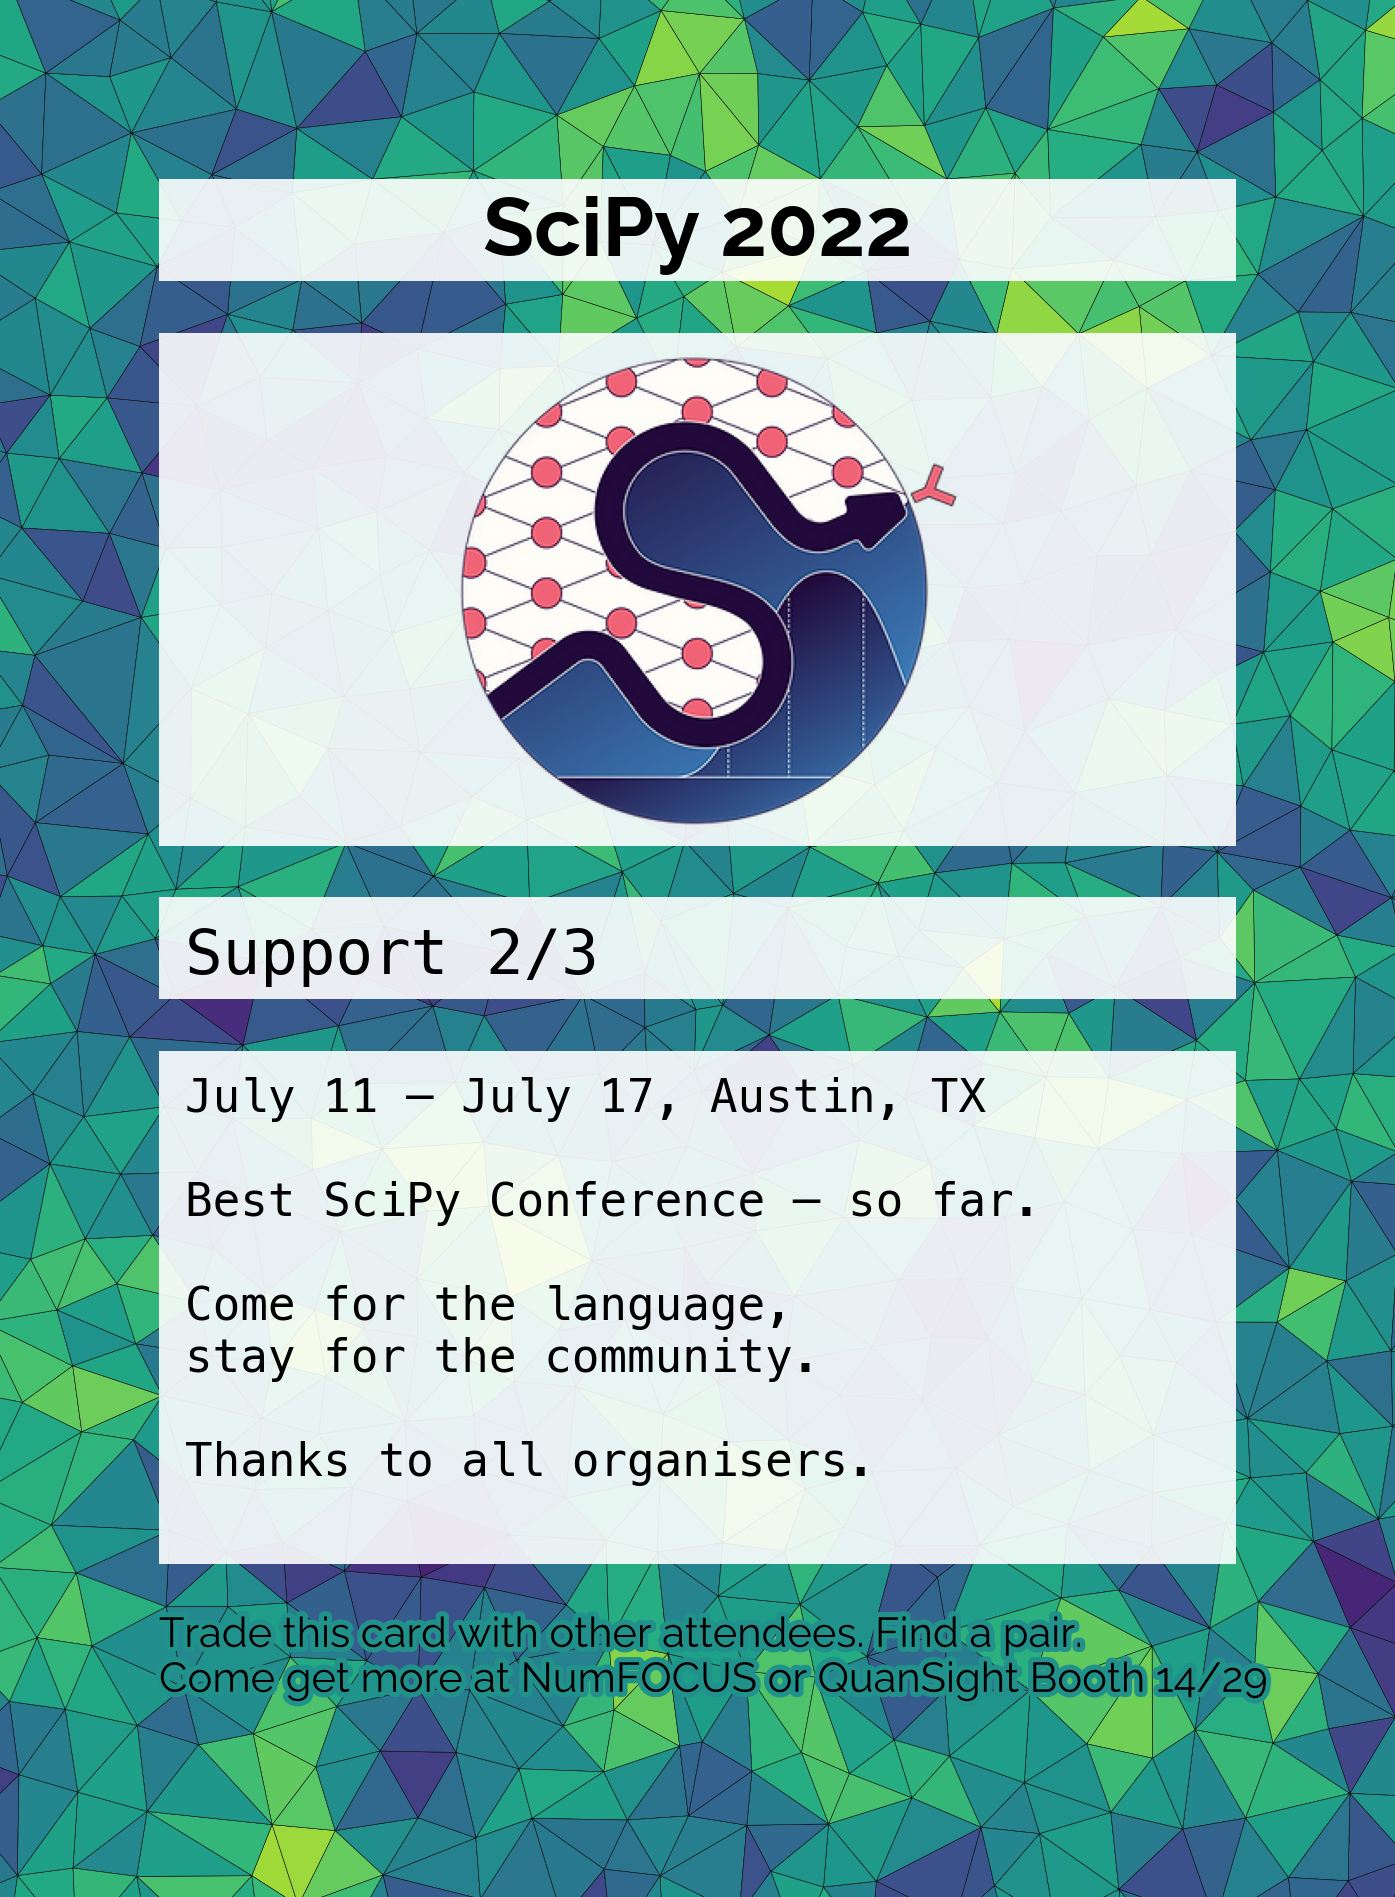 SciPy 2022
Support 2/3
July 11 – July 17, Austin, TX
Best SciPy Conference – so far.
Come for the language,
stay for the community.
Thanks to all organisers.
Trade this card with other attendees. Find a pair.
Come get more at NumFOCUS or QuanSight Booth 14/29